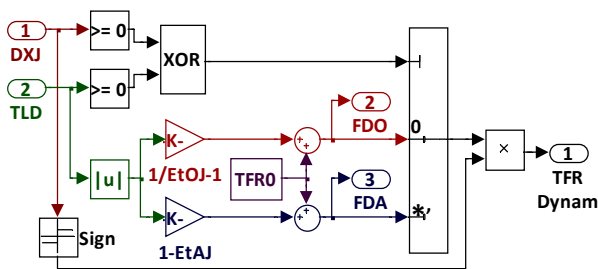 1
>= 0
DXJ
XOR
2
>= 0
TLD
2
FDO
0
K-
+
+
×
1
|u|
1/EtOJ-1
TFR0
TFR
Dynam
3
FDA
K-
+
+
*,
Sign
1-EtAJ